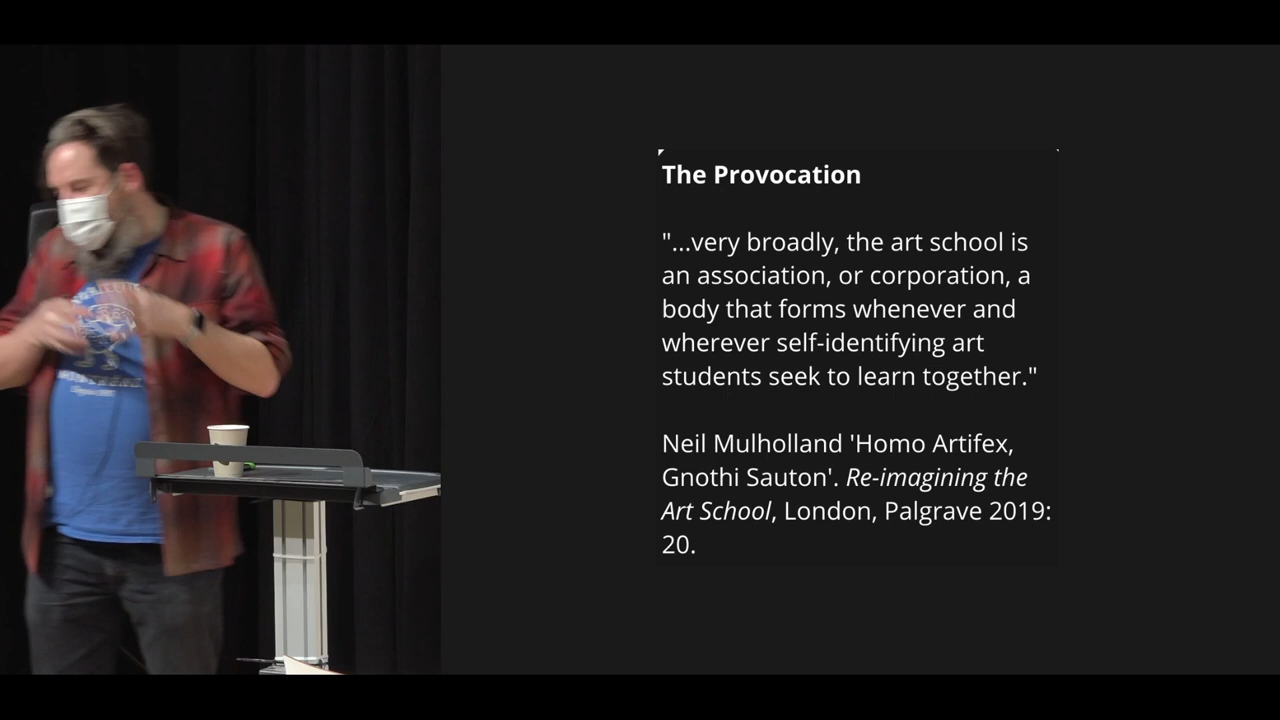 The Provocation
"...very broadly, the art school is
an association, or corporation, a
body that forms whenever and
wherever self-identifying art
students seek to learn together."
Neil Mulholland 'Homo Artifex,
Gnothi Sauton'. Re-imagining the
Art School, London, Palgrave 2019:
20.